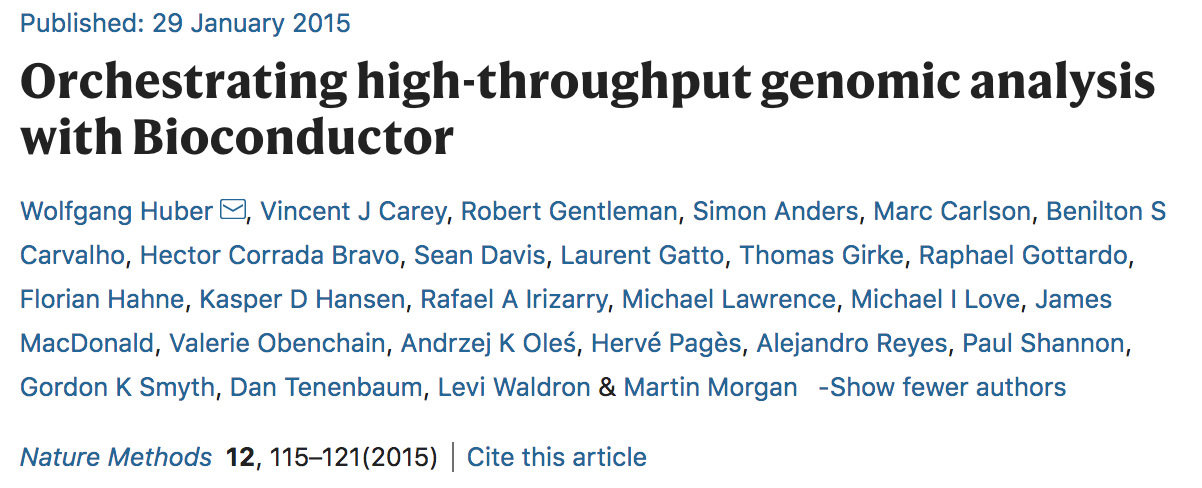 Published: 29 January 2015
Orchestrating high-throughput genomic analysis
with Bioconductor
Wolfgang Huber, Vincent J Carey, Robert Gentleman, Simon Anders, Marc Carlson, Benilton S
Carvalho, Hector Corrada Bravo, Sean Davis, Laurent Gatto, Thomas Girke, Raphael Gottardo,
Florian Hahne, Kasper D Hansen, Rafael A Irizarry, Michael Lawrence, Michael I Love, James
MacDonald, Valerie Obenchain, Andrzej K Oleś, Hervé Pagès, Alejandro Reyes, Paul Shannon,
Gordon K Smyth, Dan Tenenbaum, Levi Waldron & Martin Morgan -Show fewer authors
Nature Methods 12, 115–121(2015) | Cite this article